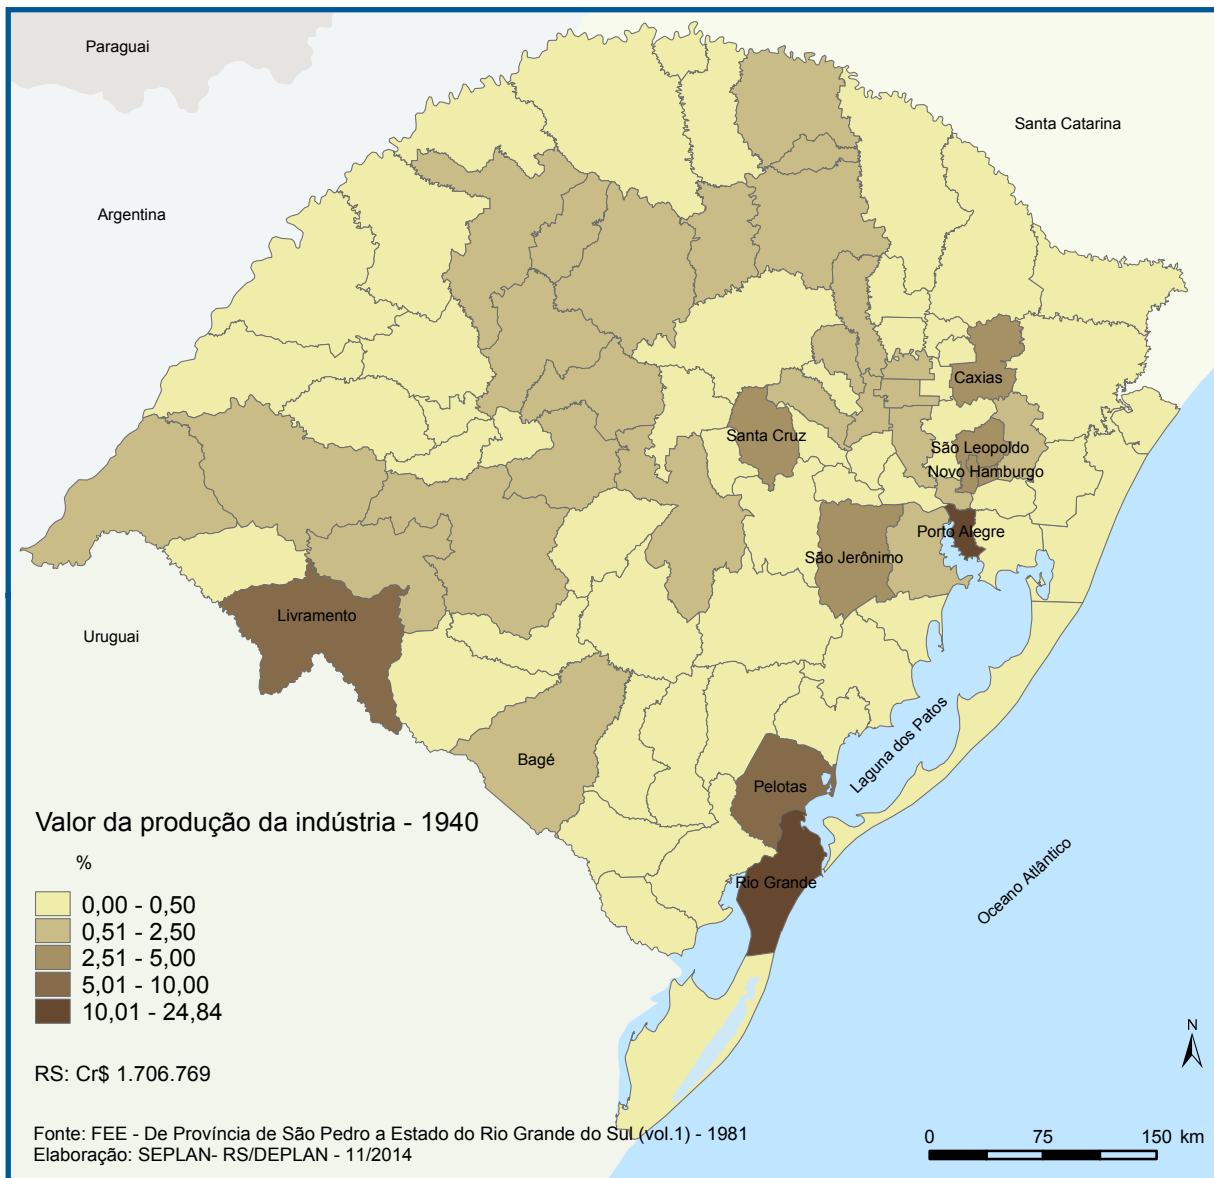 Paraguai
Santa Catarina
Argentina
Caxias
Santa Cruz
São Leopoldo
Novo Hamburgo
Porto Alegre
São Jerônimo
Livramento
Uruguai
Laguna dos Patos
Bagé
Pelotas
Rio Grande
Oceano Atlântico
Valor da produção da indústria - 1940
%
0,00 - 0,50
0,51 - 2,50
2,51 - 5,00
5,01 - 10,00
10,01 - 24,84
RS: Cr$ 1.706.769
N
Fonte: FEE - De Província de São Pedro a Estado do Rio Grande do Sul (vol.1) - 1981
Elaboração: SEPLAN- RS/DEPLAN - 11/2014
0 75 150 km